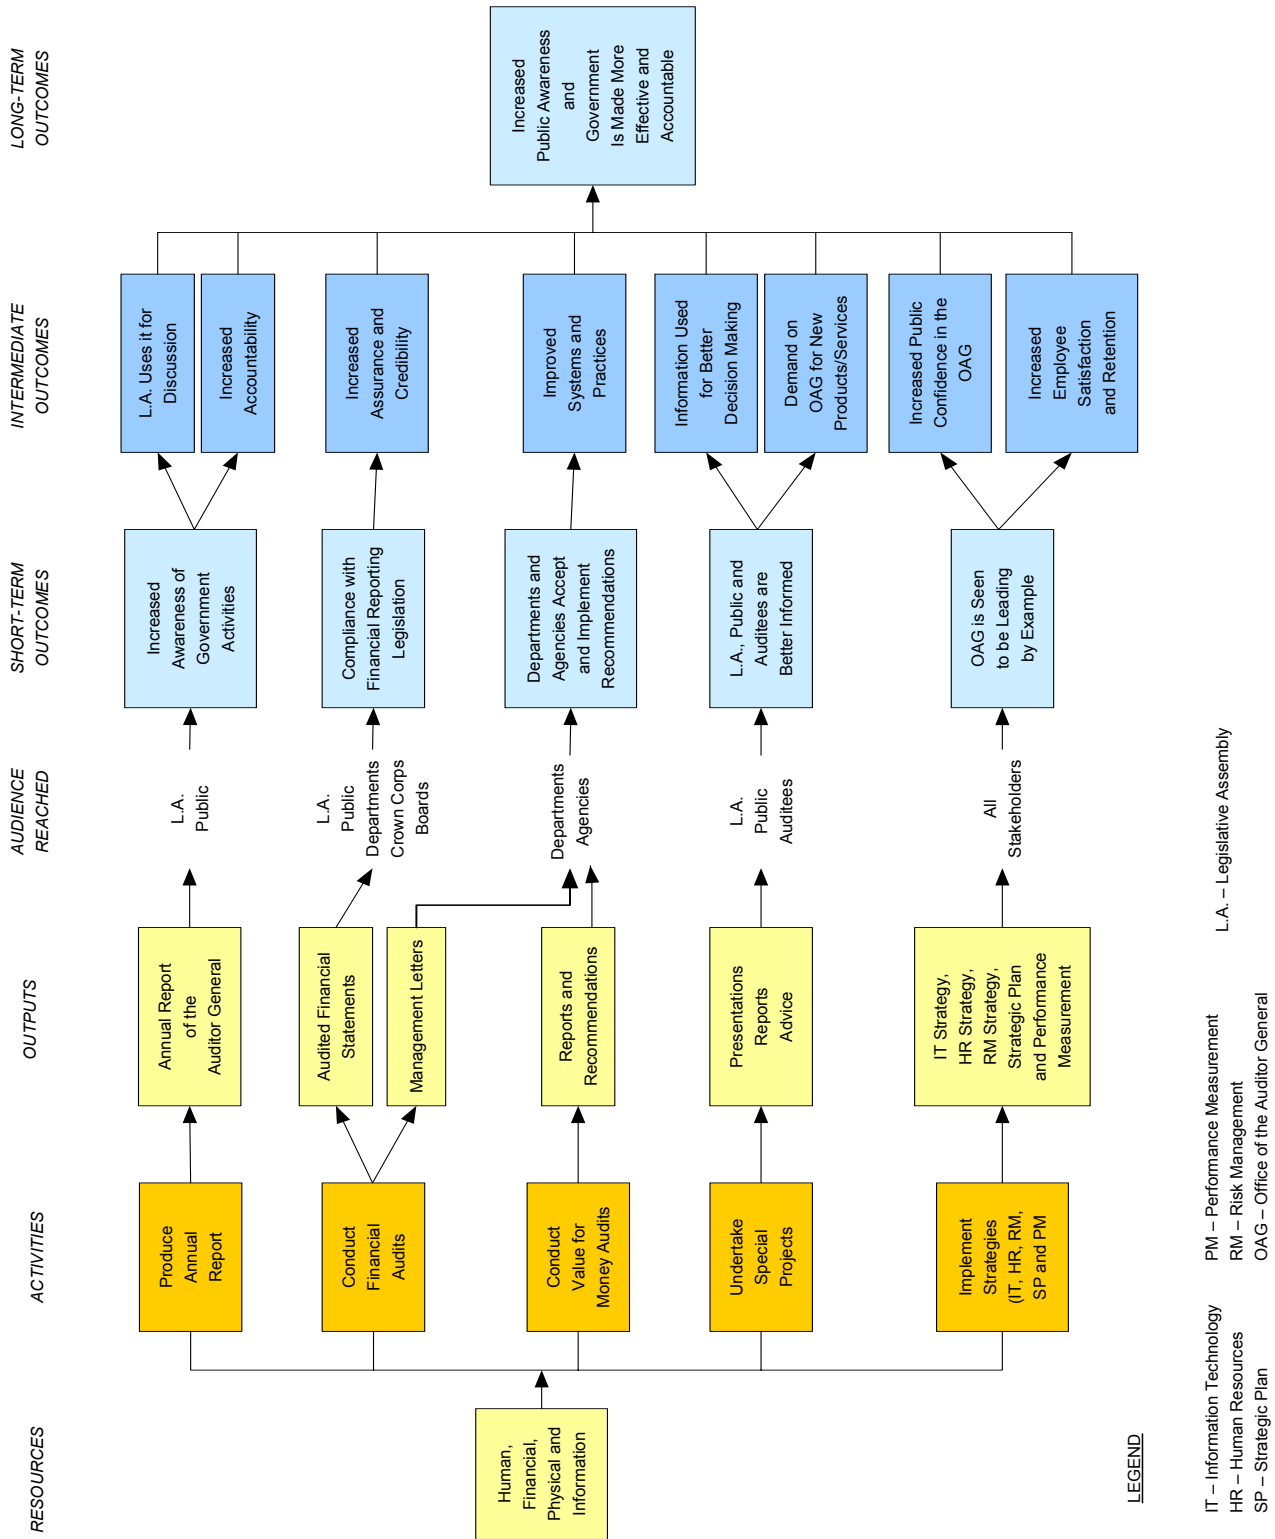 RESOURCES
ACTIVITIES
OUTPUTS
AUDIENCE
REACHED
SHORT-TERM
OUTCOMES
INTERMEDIATE
OUTCOMES
LONG-TERM
OUTCOMES
Human,
Financial,
Physical and
Information
Produce
Annual
Report
Annual Report
of the
Auditor General
L.A.
Public
Increased
Awareness of
Government
Activities
L.A. Uses it for
Discussion
Increased
Accountability
Conduct
Financial
Audits
Audited Financial
Statements
Management Letters
L.A.
Public
Departments
Crown Corps
Boards
Compliance with
Financial Reporting
Legislation
Increased
Assurance and
Credibility
Conduct
Value for
Money Audits
Reports and
Recommendations
Departments
Agencies
Departments and
Agencies Accept
and Implement
Recommendations
Improved
Systems and
Practices
Undertake
Special
Projects
Presentations
Reports
Advice
L.A.
Public
Auditees
L.A., Public and
Auditees are
Better Informed
Information Used
for Better
Decision Making
Demand on
OAG for New
Products/Services
Implement
Strategies
(IT, HR, RM,
SP and PM
IT Strategy,
HR Strategy,
RM Strategy,
Strategic Plan
and Performance
Measurement
All
Stakeholders
OAG is Seen
to be Leading
by Example
Increased Public
Confidence in the
OAG
Increased
Employee
Satisfaction
and Retention
Increased
Public Awareness
and
Government
Is Made More
Effective and
Accountable
LEGEND
IT – Information Technology
HR – Human Resources
SP – Strategic Plan
PM – Performance Measurement
RM – Risk Management
OAG – Office of the Auditor General
L.A. – Legislative Assembly